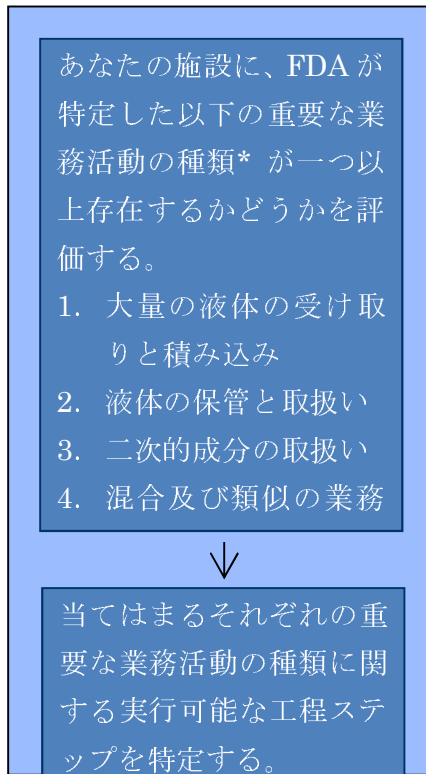 あなたの施設に、FDA が
特定した以下の重要な業
務活動の種類* が一つ以
上存在するかどうかを評
価する。
1. 大量の液体の受け取
りと積み込み
2. 液体の保管と取扱い
3. 二次的成分の取扱い
4. 混合及び類似の業務
当てはまるそれぞれの重
要な業務活動の種類に関
する実行可能な工程ステ
ップを特定する。